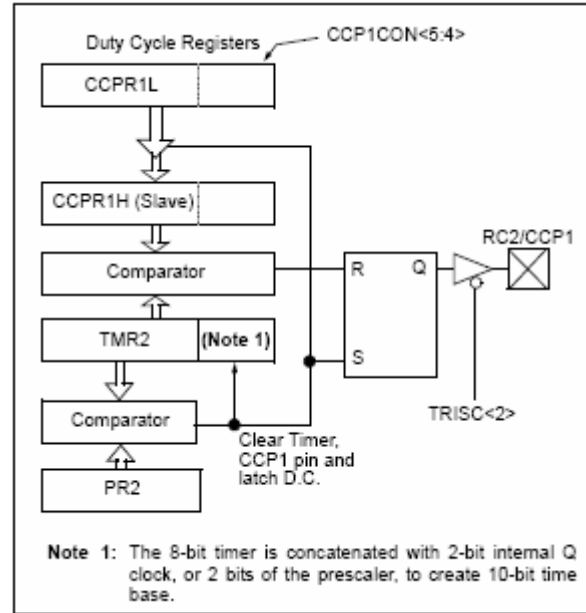 Duty Cycle Registers
CCP1CON<5:4>
CCPR1L
CCPR1H (Slave)
Comparator
RC2/CCP1
R
Q
TMR2
(Note 1)
S
TRISC<2>
Comparator
Clear Timer,
CCP1 pin and
latch D.C.
PR2
Note 1: The 8-bit timer is concatenated with 2-bit internal Q
clock, or 2 bits of the prescaler, to create 10-bit time
base.